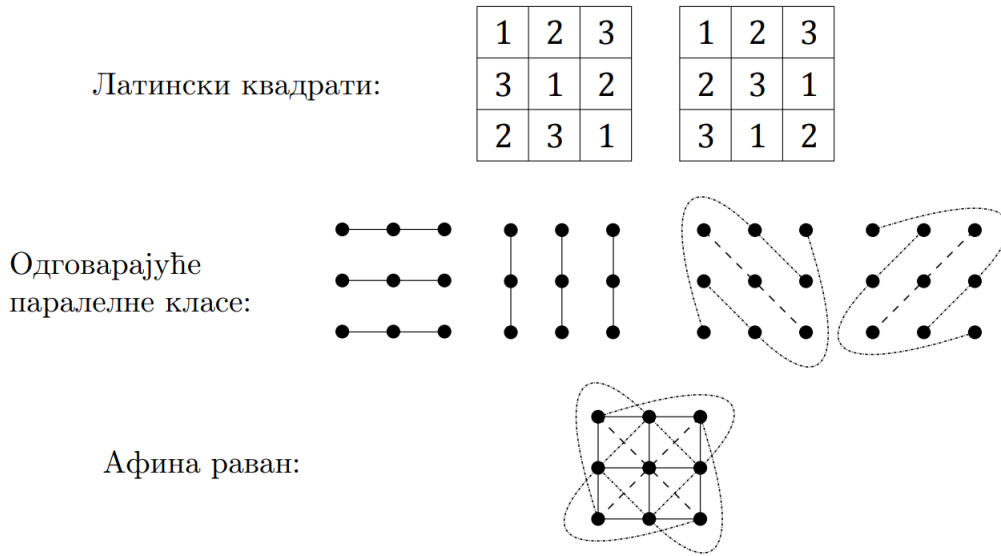 1 2 3 1 2 3
Латински квадрати: 3 1 2 2 3 1
2 3 1 3 1 2
Одговарајуће
паралелне класе:
Афина раван: